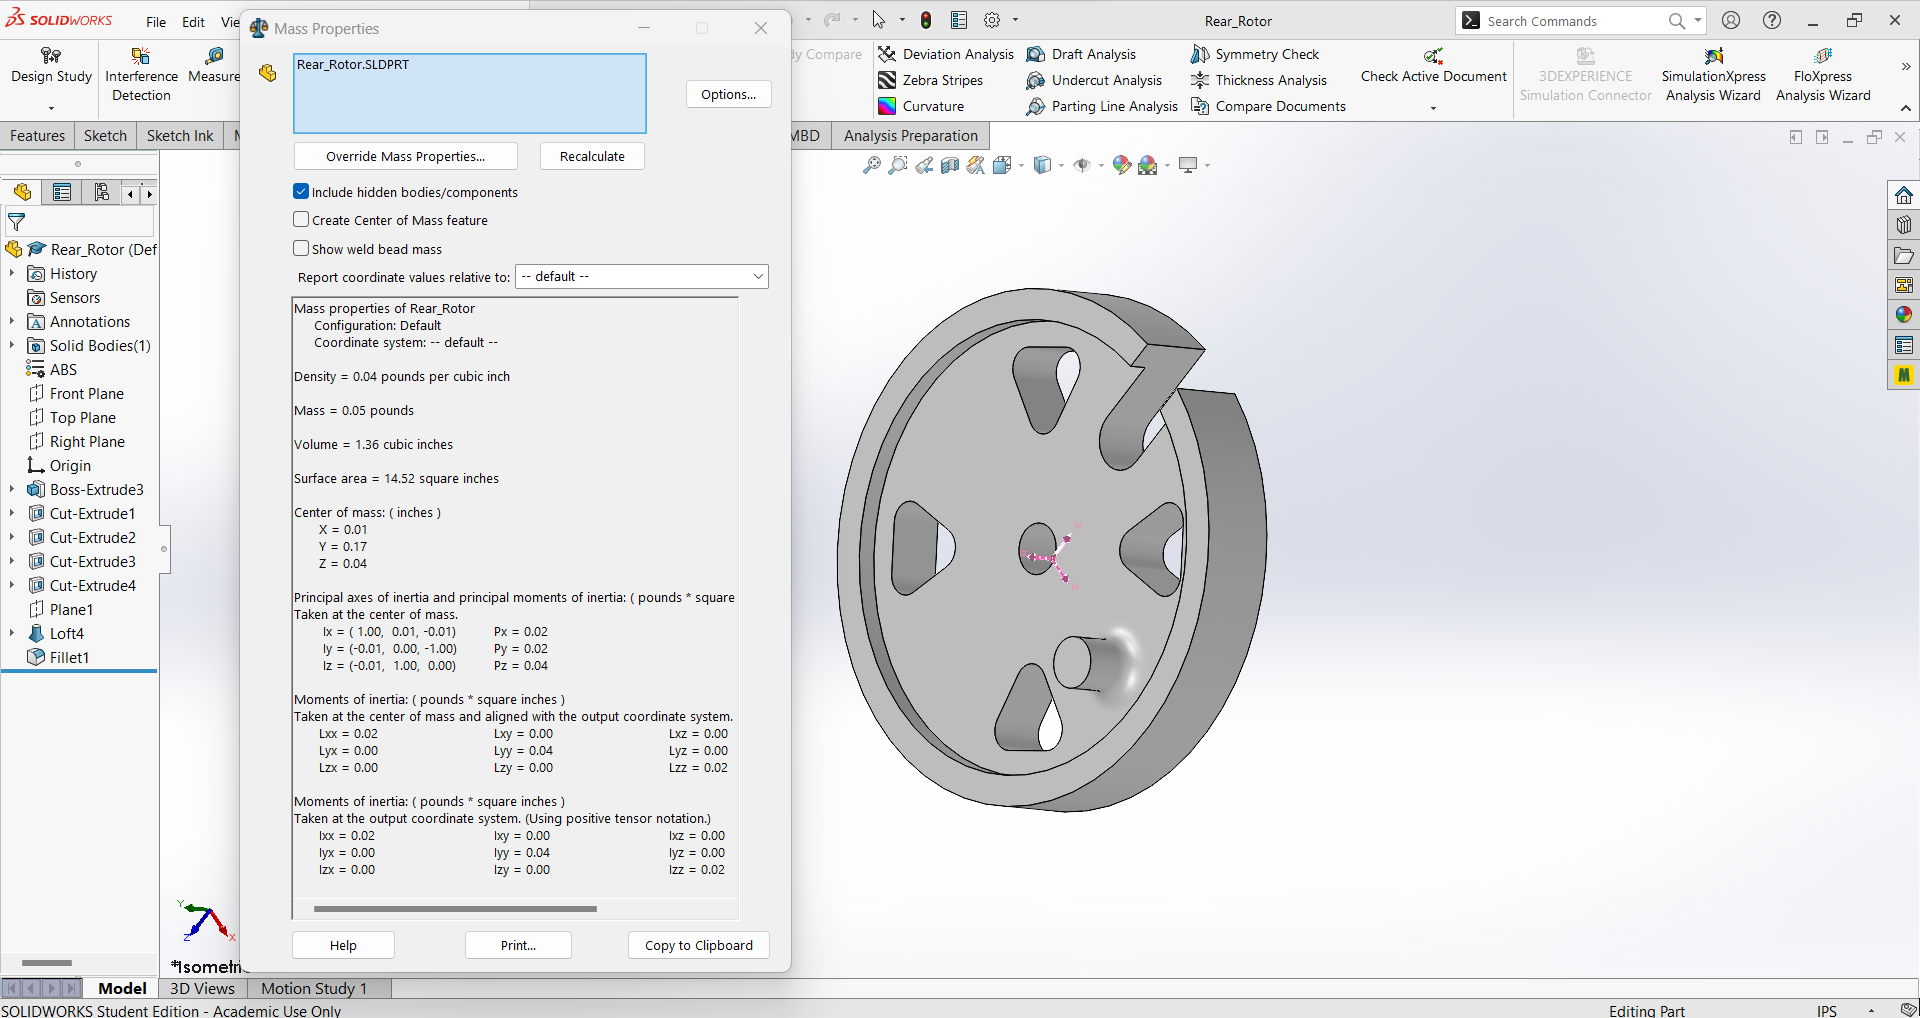 SOLIDWORKS
File Edit Vie
Mass Properties
Rear_Rotor
Search Commands
Design Study
Interference Detection
Measure
dy Compare
Deviation Analysis
Zebra Stripes
Curvature
Draft Analysis
Undercut Analysis
Parting Line Analysis
Symmetry Check
Thickness Analysis
Compare Documents
Check Active Document
3DEXPERIENCE
Simulation Connector
SimulationXpress
Analysis Wizard
FloXpress
Analysis Wizard
Features Sketch Sketch Ink M
MBD Analysis Preparation
Rear_Rotor.SLDPRT
Options...
Override Mass Properties...
Recalculate
Include hidden bodies/components
Create Center of Mass feature
Show weld bead mass
Report coordinate values relative to: -- default --
Mass properties of Rear_Rotor
Configuration: Default
Coordinate system: -- default --
Density = 0.04 pounds per cubic inch
Mass = 0.05 pounds
Volume = 1.36 cubic inches
Surface area = 14.52 square inches
Center of mass: ( inches )
X = 0.01
Y = 0.17
Z = 0.04
Principal axes of inertia and principal moments of inertia: ( pounds * square
Taken at the center of mass.
Ix = ( 1.00, 0.01, -0.01) Px = 0.02
Iy = (-0.01, 0.00, -1.00) Py = 0.02
Iz = (-0.01, 1.00, 0.00) Pz = 0.04
Moments of inertia: ( pounds * square inches )
Taken at the center of mass and aligned with the output coordinate system.
Lxx = 0.02 Lxy = 0.00 Lxz = 0.00
Lyx = 0.00 Lyy = 0.04 Lyz = 0.00
Lzx = 0.00 Lzy = 0.00 Lzz = 0.02
Moments of inertia: ( pounds * square inches )
Taken at the output coordinate system. (Using positive tensor notation.)
Ixx = 0.02 Ixy = 0.00 Ixz = 0.00
Iyx = 0.00 Iyy = 0.04 Iyz = 0.00
Izx = 0.00 Izy = 0.00 Izz = 0.02
Help
Print...
Copy to Clipboard
Rear_Rotor (Def
History
Sensors
Annotations
Solid Bodies(1)
ABS
Front Plane
Top Plane
Right Plane
Origin
Boss-Extrude3
Cut-Extrude1
Cut-Extrude2
Cut-Extrude3
Cut-Extrude4
Plane1
Loft4
Fillet1
M
Y
Z
X
*Isometri
Model 3D Views Motion Study 1
SOLIDWORKS Student Edition - Academic Use Only
Editing Part
IPS